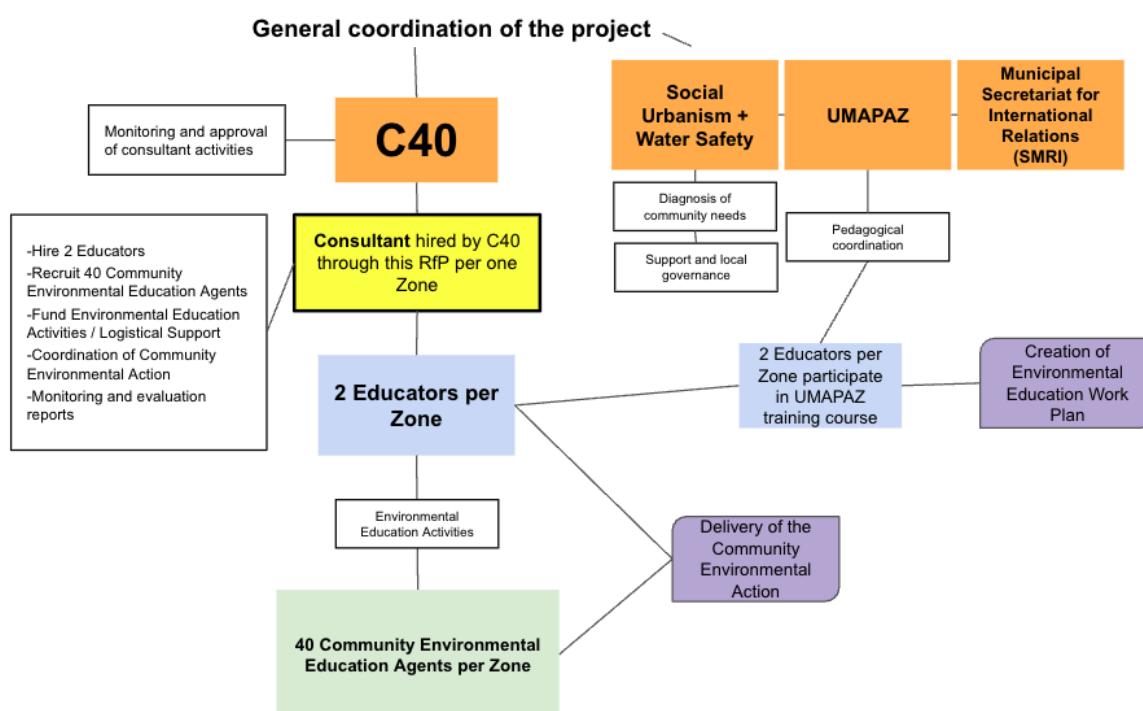 General coordination of the project
C40
Monitoring and approval
of consultant activities
Social
Urbanism +
Water Safety
UMAPAZ
Municipal
Secretariat for
International
Relations
(SMRI)
Diagnosis of
community needs
Support and local
governance
Pedagogical
coordination
Consultant hired by C40
through this RfP per one
Zone
-Hire 2 Educators
-Recruit 40 Community
Environmental Education Agents
-Fund Environmental Education
Activities / Logistical Support
-Coordination of Community
Environmental Action
-Monitoring and evaluation
reports
2 Educators per
Zone
2 Educators per
Zone participate
in UMAPAZ
training course
Creation of
Environmental
Education Work
Plan
Environmental
Education Activities
Delivery of the
Community
Environmental
Action
40 Community Environmental
Education Agents per Zone